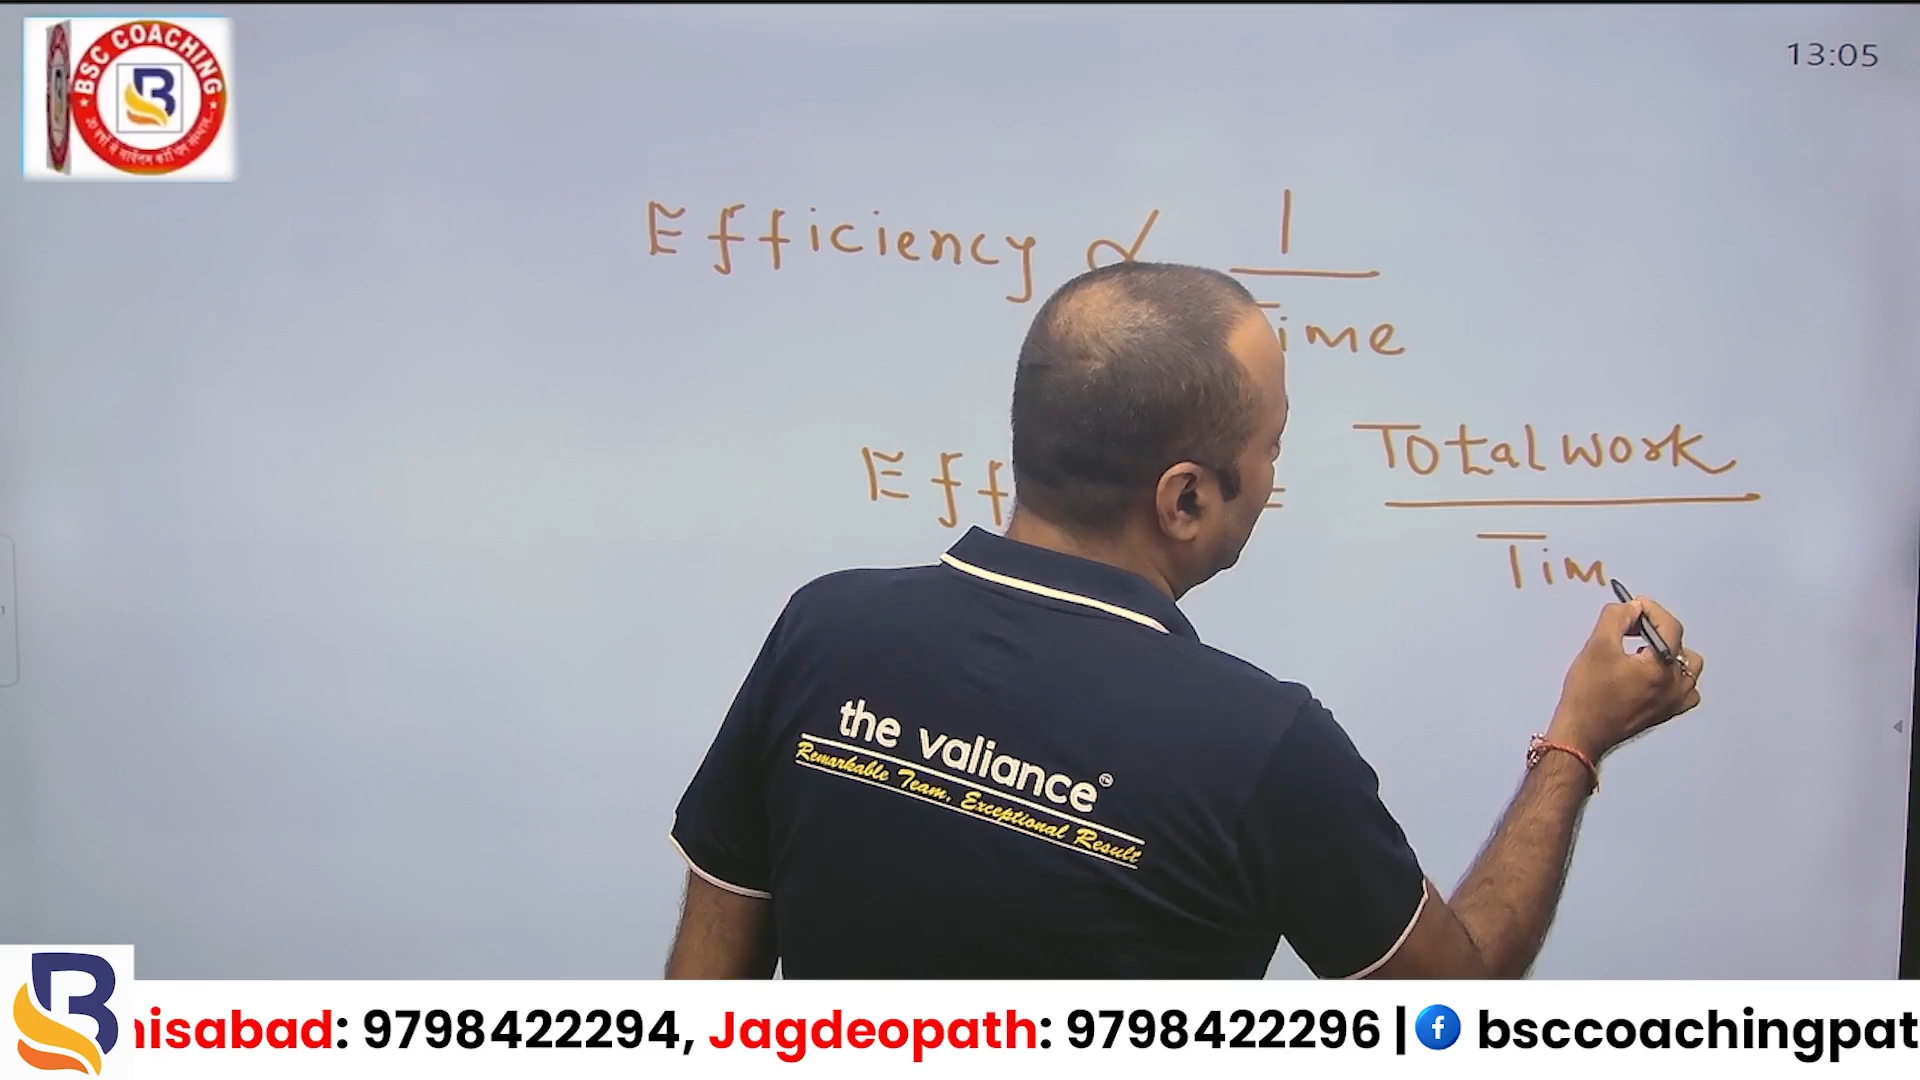 BSC COACHING
B
13:05
Efficiency ∝ 1
ime
Total work
Eff =
Tim
the valiance
Remarkable Team, Exceptional Result
B
nisabad: 9798422294, Jagdeopath: 9798422296 | f bsccoachingpat